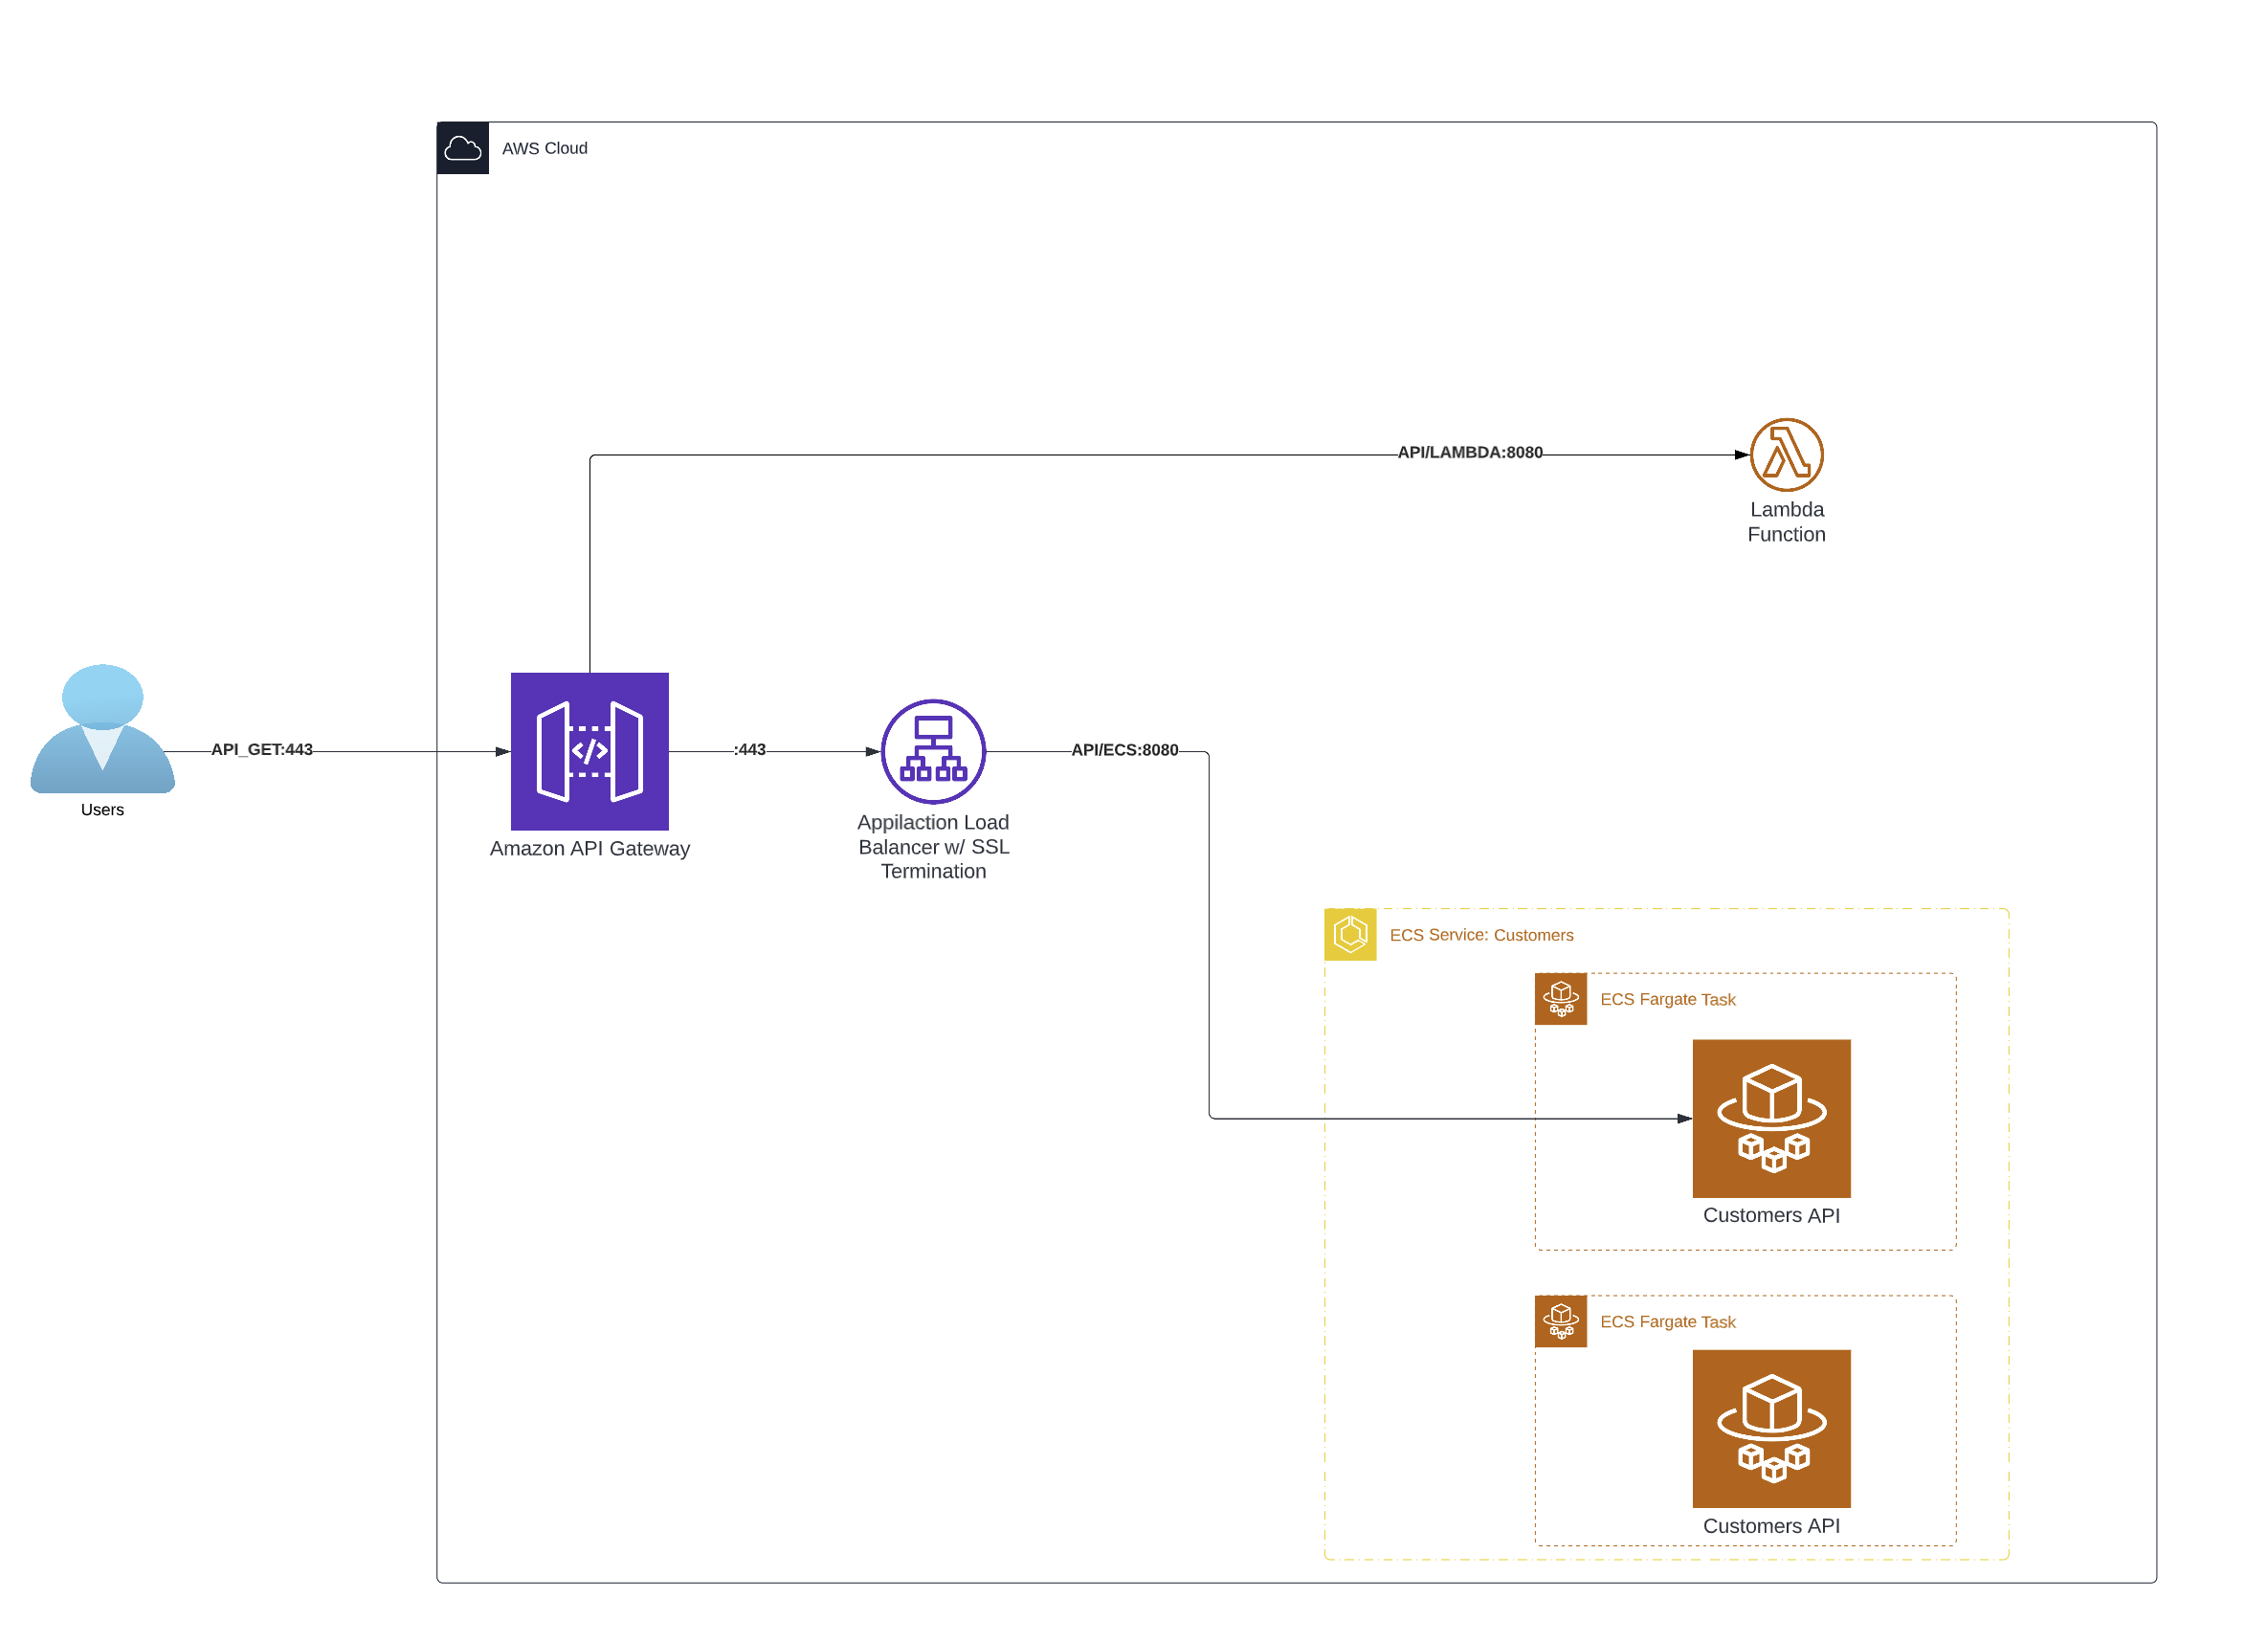 AWS Cloud
API/LAMBDA:8080
Lambda
Function
API_GET:443
:443
API/ECS:8080
Users
Amazon API Gateway
Appilaction Load
Balancer w/ SSL
Termination
ECS Service: Customers
ECS Fargate Task
Customers API
ECS Fargate Task
Customers API